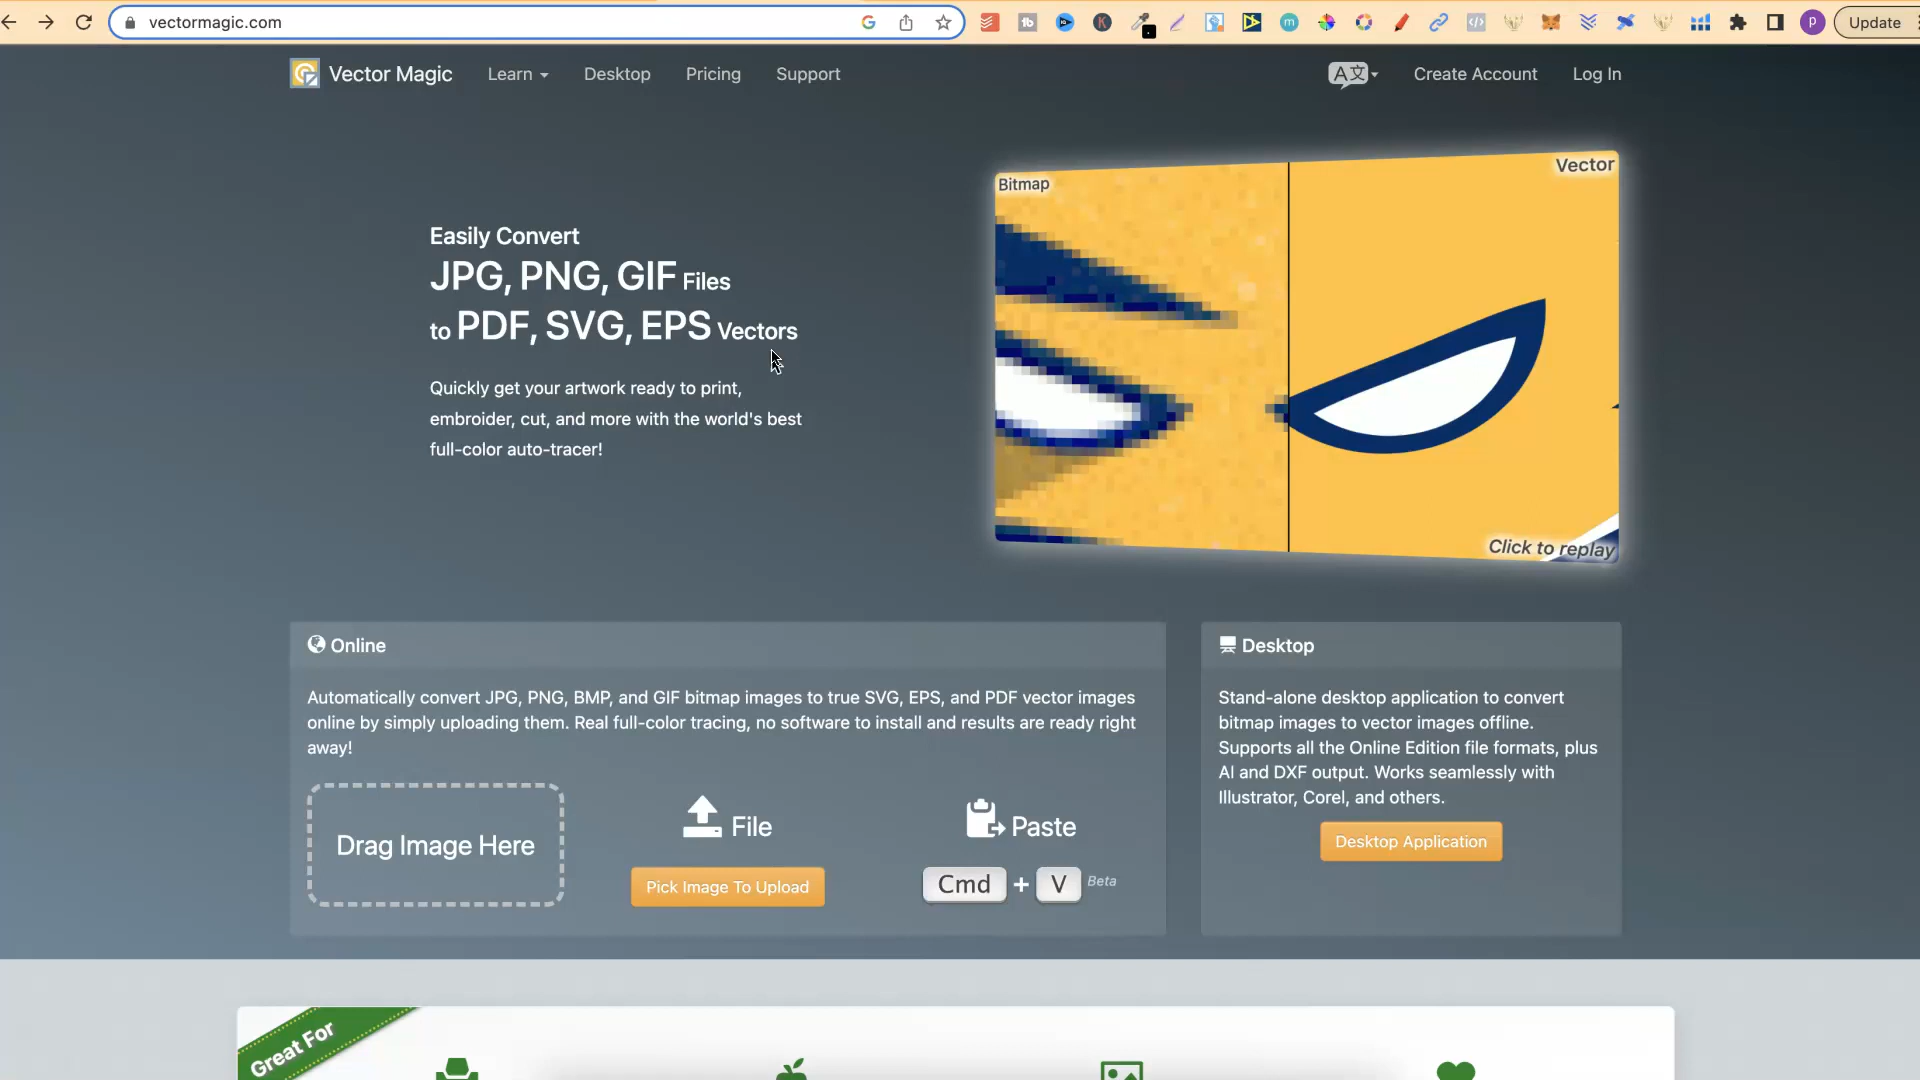 vectormagic.com
Update
Vector Magic
Learn
Desktop
Pricing
Support
A文
Create Account
Log In
Bitmap
Vector
Easily Convert
JPG, PNG, GIF Files
to PDF, SVG, EPS Vectors
Quickly get your artwork ready to print,
embroider, cut, and more with the world's best
full-color auto-tracer!
Click to replay
Online
Automatically convert JPG, PNG, BMP, and GIF bitmap images to true SVG, EPS, and PDF vector images
online by simply uploading them. Real full-color tracing, no software to install and results are ready right
away!
Drag Image Here
File
Pick Image To Upload
Paste
Cmd + V Beta
Desktop
Stand-alone desktop application to convert
bitmap images to vector images offline.
Supports all the Online Edition file formats, plus
AI and DXF output. Works seamlessly with
Illustrator, Corel, and others.
Desktop Application
Great For